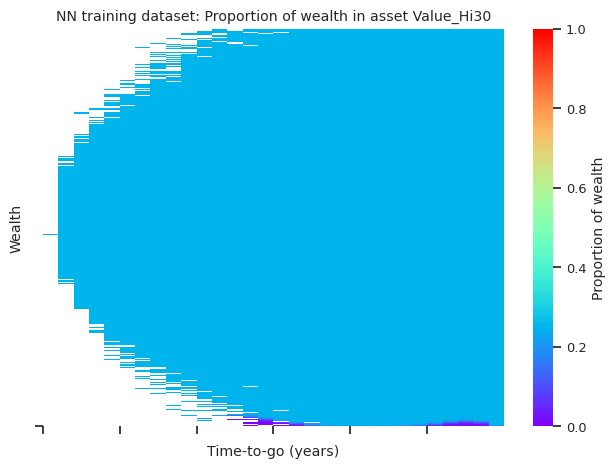 NN training dataset: Proportion of wealth in asset Value_Hi30
Wealth
Time-to-go (years)
1.0
0.8
0.6
0.4
0.2
0.0
Proportion of wealth